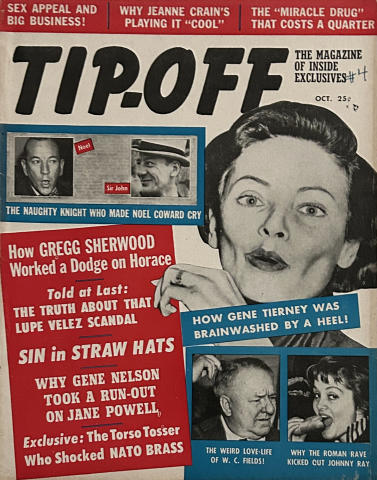 SEX APPEAL AND
BIG BUSINESS!
WHY JEANNE CRAIN'S
PLAYING IT "COOL"
THE "MIRACLE DRUG"
THAT COSTS A QUARTER
TIP-OFF
THE MAGAZINE
OF INSIDE
EXCLUSIVES
#4
OCT. 25¢
Noel
Sir John
THE NAUGHTY KNIGHT WHO MADE NOEL COWARD CRY
How GREGG SHERWOOD
Worked a Dodge on Horace
Told at Last:
THE TRUTH ABOUT THAT
LUPE VELEZ SCANDAL
SIN in STRAW HATS
WHY GENE NELSON
TOOK A RUN-OUT
ON JANE POWELL
Exclusive: The Torso Tosser
Who Shocked NATO BRASS
HOW GENE TIERNEY WAS
BRAINWASHED BY A HEEL!
THE WEIRD LOVE-LIFE
OF W. C. FIELDS!
WHY THE ROMAN RAVE
KICKED OUT JOHNNY RAY